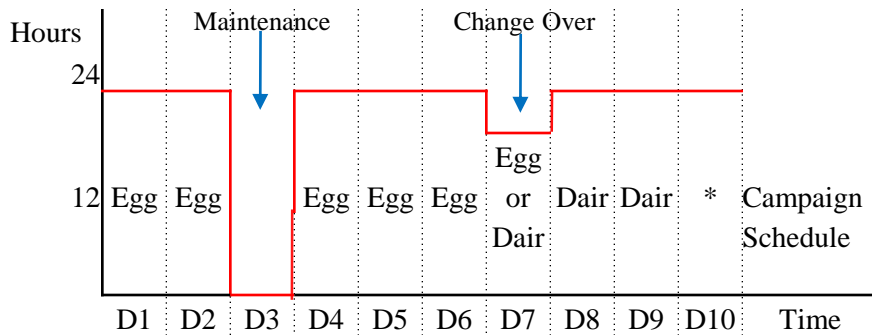 Maintenance Change Over
Hours
24
Egg
12 Egg Egg Egg Egg Egg or Dair Dair * Campaign
Dair Schedule
D1 D2 D3 D4 D5 D6 D7 D8 D9 D10 Time